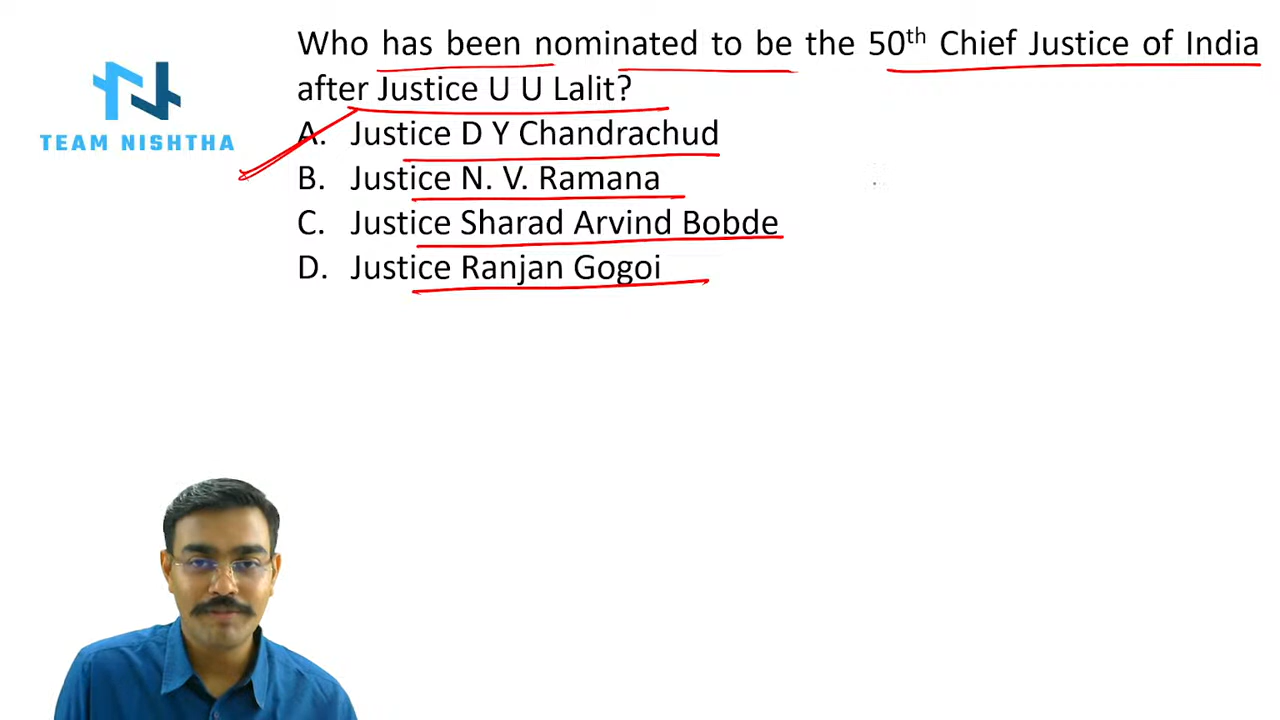 Who has been nominated to be the 50th Chief Justice of India
after Justice U U Lalit?
A. Justice D Y Chandrachud
B. Justice N. V. Ramana
C. Justice Sharad Arvind Bobde
D. Justice Ranjan Gogoi
TEAM NISHTHA